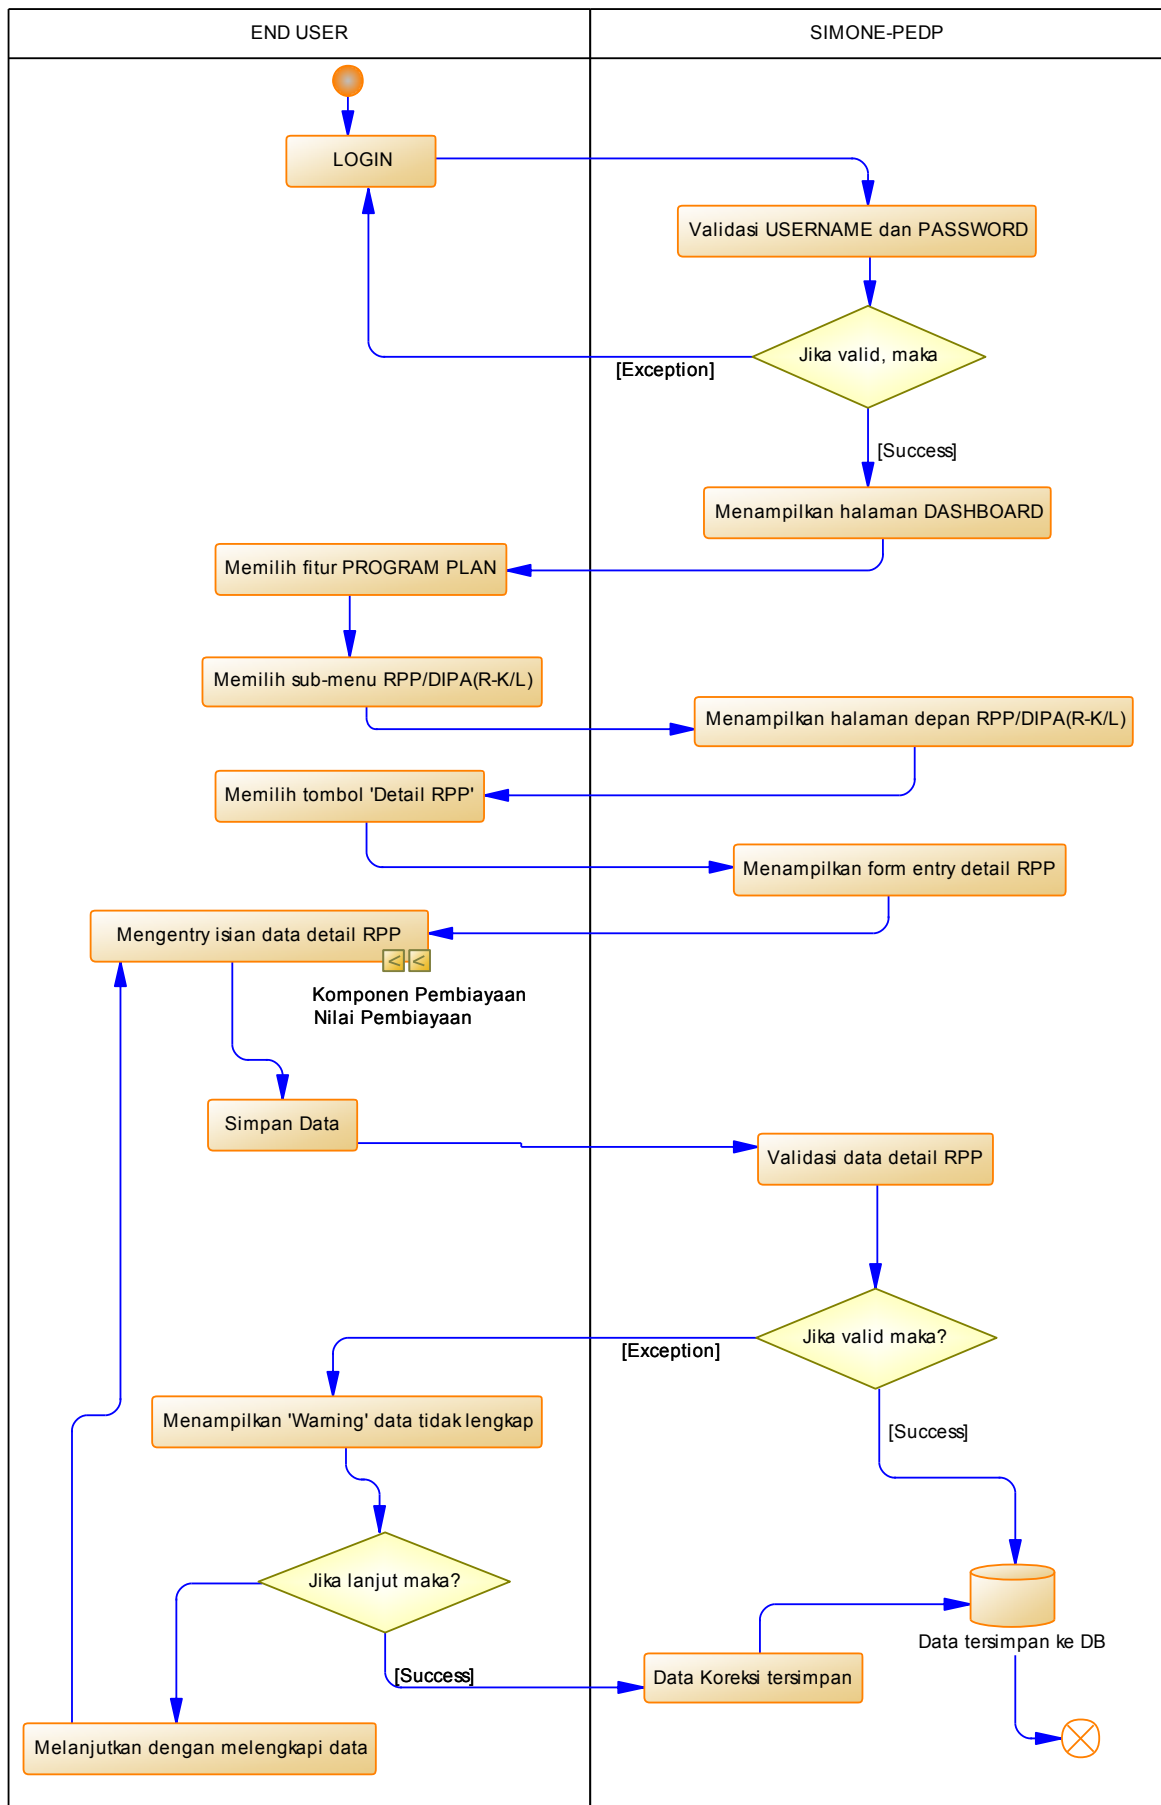 END USER
SIMONE-PEDP
LOGIN
Validasi USERNAME dan PASSWORD
Jika valid, maka
[Exception]
[Success]
Menampilkan halaman DASHBOARD
Memilih fitur PROGRAM PLAN
Memilih sub-menu RPP/DIPA(R-K/L)
Menampilkan halaman depan RPP/DIPA(R-K/L)
Memilih tombol 'Detail RPP'
Menampilkan form entry detail RPP
Mengentry isian data detail RPP
< <
Komponen Pembiayaan
Nilai Pembiayaan
Simpan Data
Validasi data detail RPP
Jika valid maka?
[Exception]
Menampilkan 'Warning' data tidak lengkap
[Success]
Jika lanjut maka?
Data tersimpan ke DB
[Success]
Data Koreksi tersimpan
Melanjutkan dengan melengkapi data